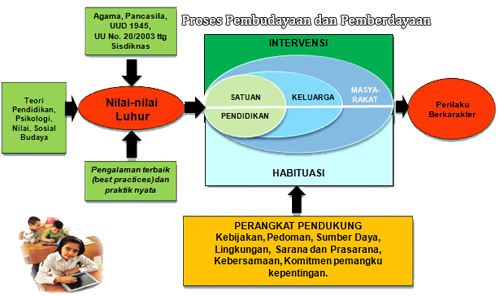 Proses Pembudayaan dan Pemberdayaan
Agama, Pancasila,
UUD 1945,
UU No. 20/2003 ttg
Sisdiknas
Teori
Pendidikan,
Psikologi,
Nilai, Sosial
Budaya
Nilai-nilai
Luhur
Pengalaman terbaik
(best practices)dan
praktik nyata
INTERVENSI
SATUAN
PENDIDIKAN
KELUARGA
MASYA-
RAKAT
HABITUASI
Perilaku
Berkarakter
PERANGKAT PENDUKUNG
Kebijakan, Pedoman, Sumber Daya,
Lingkungan, Sarana dan Prasarana,
Kebersamaan, Komitmen pemangku
kepentingan.